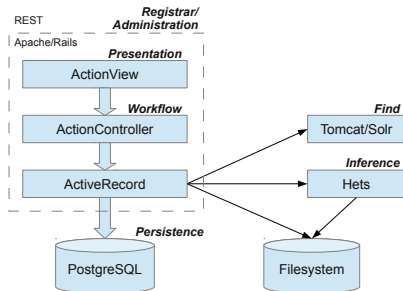 REST
Registrar/
Administration
Apache/Rails
Presentation
ActionView
Workflow
ActionController
Find
Tomcat/Solr
Inference
ActiveRecord
Hets
Persistence
PostgreSQL
Filesystem